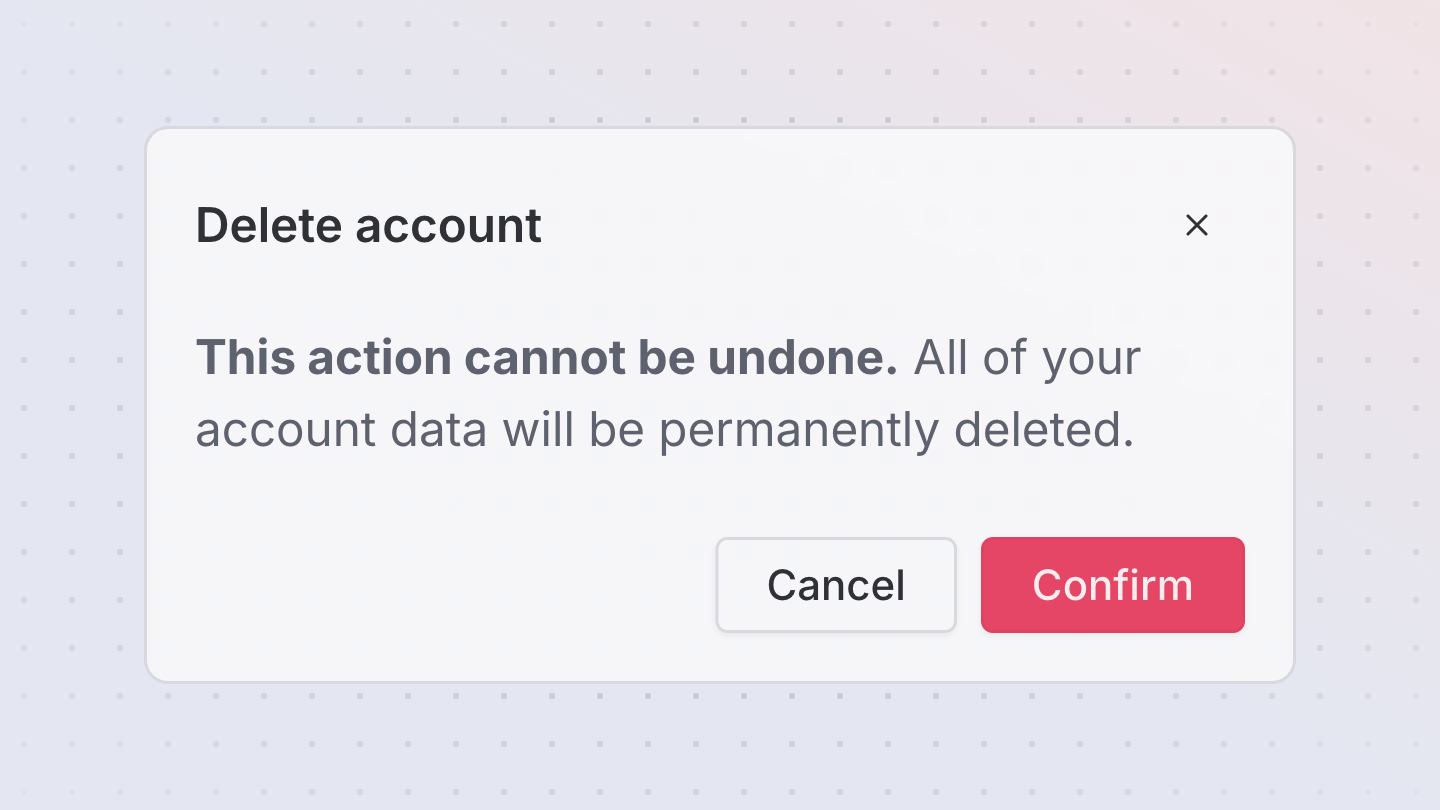 Delete account
This action cannot be undone. All of your
account data will be permanently deleted.
Cancel Confirm